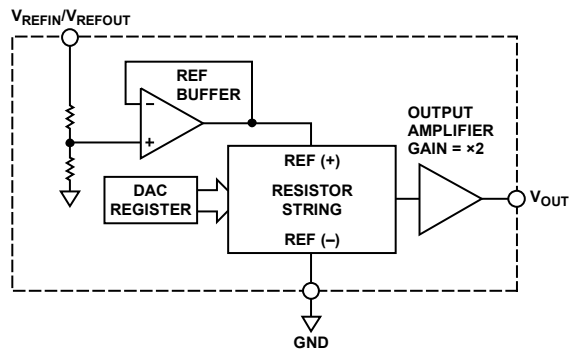 VREFIN/VREFOUT
REF
BUFFER
–
+
OUTPUT
AMPLIFIER
GAIN = ×2
REF (+)
DAC
REGISTER
RESISTOR
STRING
VOUT
REF (–)
GND